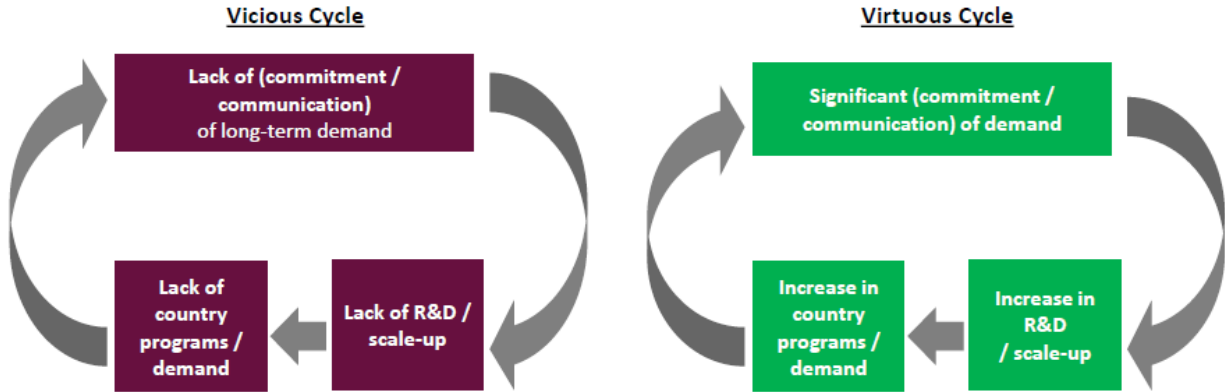 Vicious Cycle
Lack of (commitment /
communication)
of long-term demand
Lack of
country
programs /
demand
Lack of R&D /
scale-up
Virtuous Cycle
Significant (commitment /
communication) of demand
Increase in
country
programs /
demand
Increase in
R&D
/ scale-up